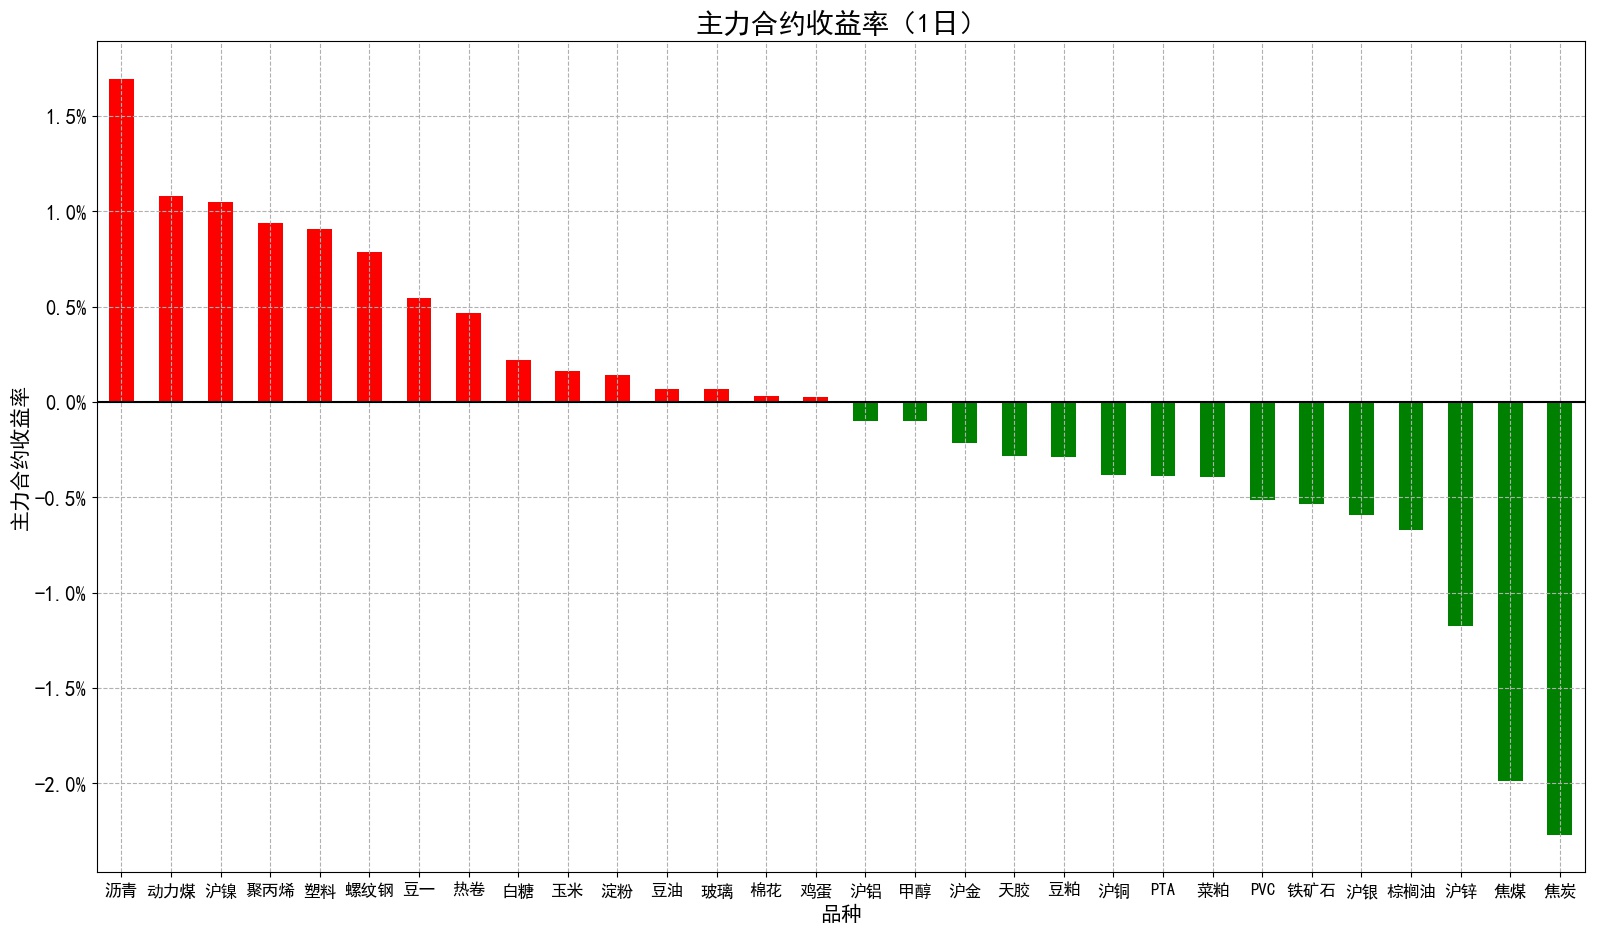 主力合约收益率（1日）
主力合约收益率
1.5%
1.0%
0.5%
0.0%
-0.5%
-1.0%
-1.5%
-2.0%
沥青 动力煤 沪镍 聚丙烯 塑料 螺纹钢 豆一 热卷 白糖 玉米 淀粉 豆油 玻璃 棉花 鸡蛋 沪铝 甲醇 沪金 天胶 豆粕 沪铜 PTA 菜粕 PVC 铁矿石 沪银 棕榈油 沪锌 焦煤 焦炭
品种